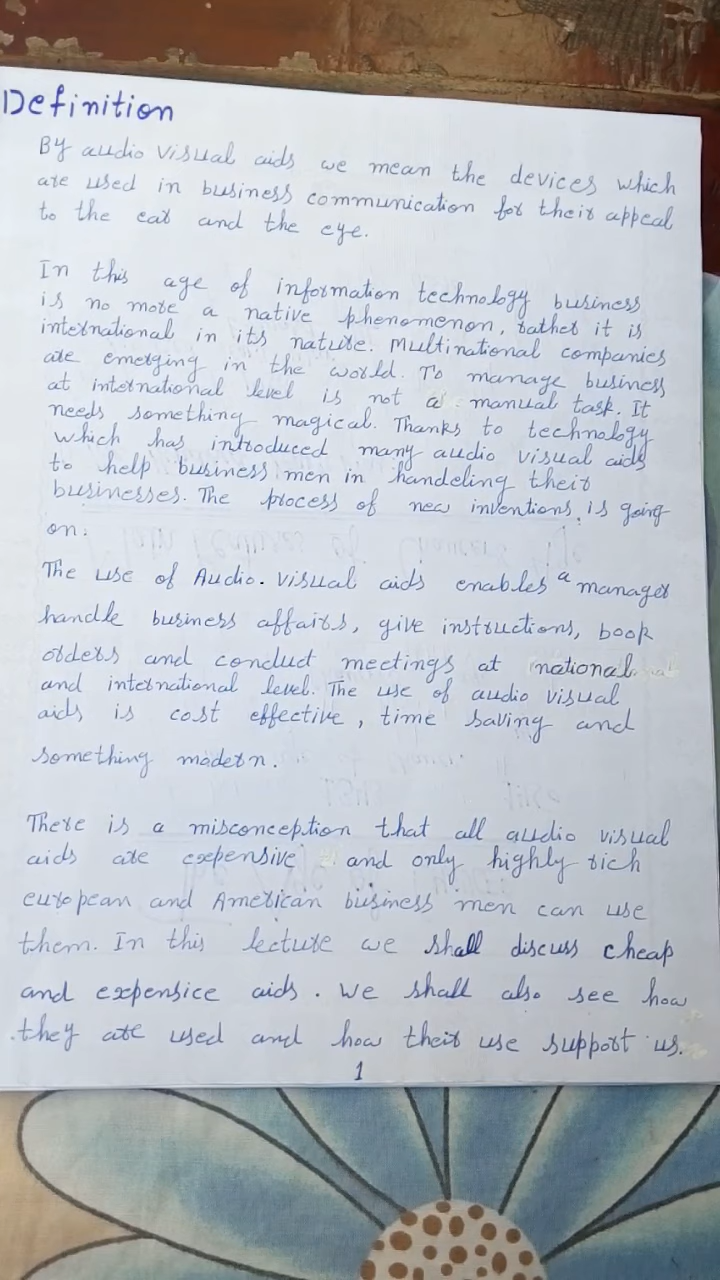 Definition
By audio visual aids we mean the devices which
are used in business communication for their appeal
to the ear and the eye.
In this age of information technology business
is no more a native phenomenon, rather it is
international in its nature. Multinational companies
are emerging in the world. To manage business
at international level is not a manual task. It
needs something magical. Thanks to technology
which has introduced many audio visual aids
to help business men in handeling their
businesses. The process of new inventions is going
on.
The use of Audio. visual aids enables a manager
handle business affairs, give instructions, book
orders and conduct meetings at national
and international level. The use of audio visual
aids is cost effective, time saving and
something modern.
There is a misconception that all audio visual
aids are expensive and only highly rich
european and American business men can use
them. In this lecture we shall discuss cheap
and expensice aids. We shall also see how
they are used and how their use support us.
1